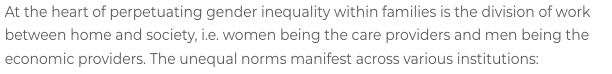 At the heart of perpetuating gender inequality within families is the division of work
between home and society, i.e. women being the care providers and men being the
economic providers. The unequal norms manifest across various institutions: